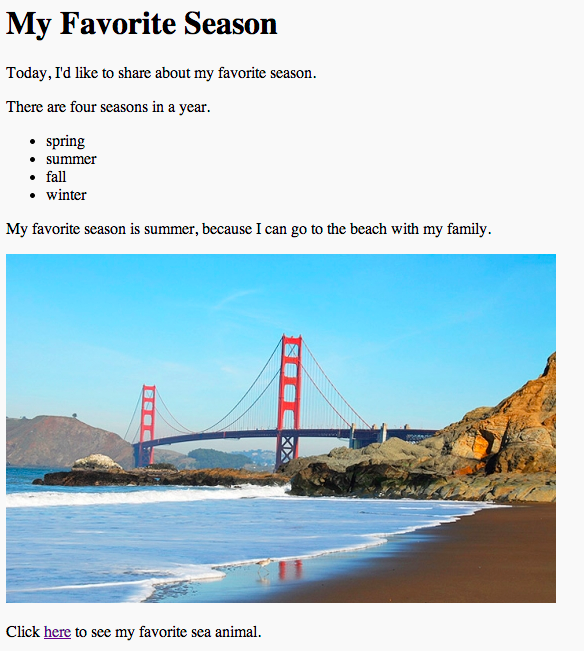 My Favorite Season
Today, I'd like to share about my favorite season.
There are four seasons in a year.
• spring
• summer
• fall
• winter
My favorite season is summer, because I can go to the beach with my family.
Click here to see my favorite sea animal.